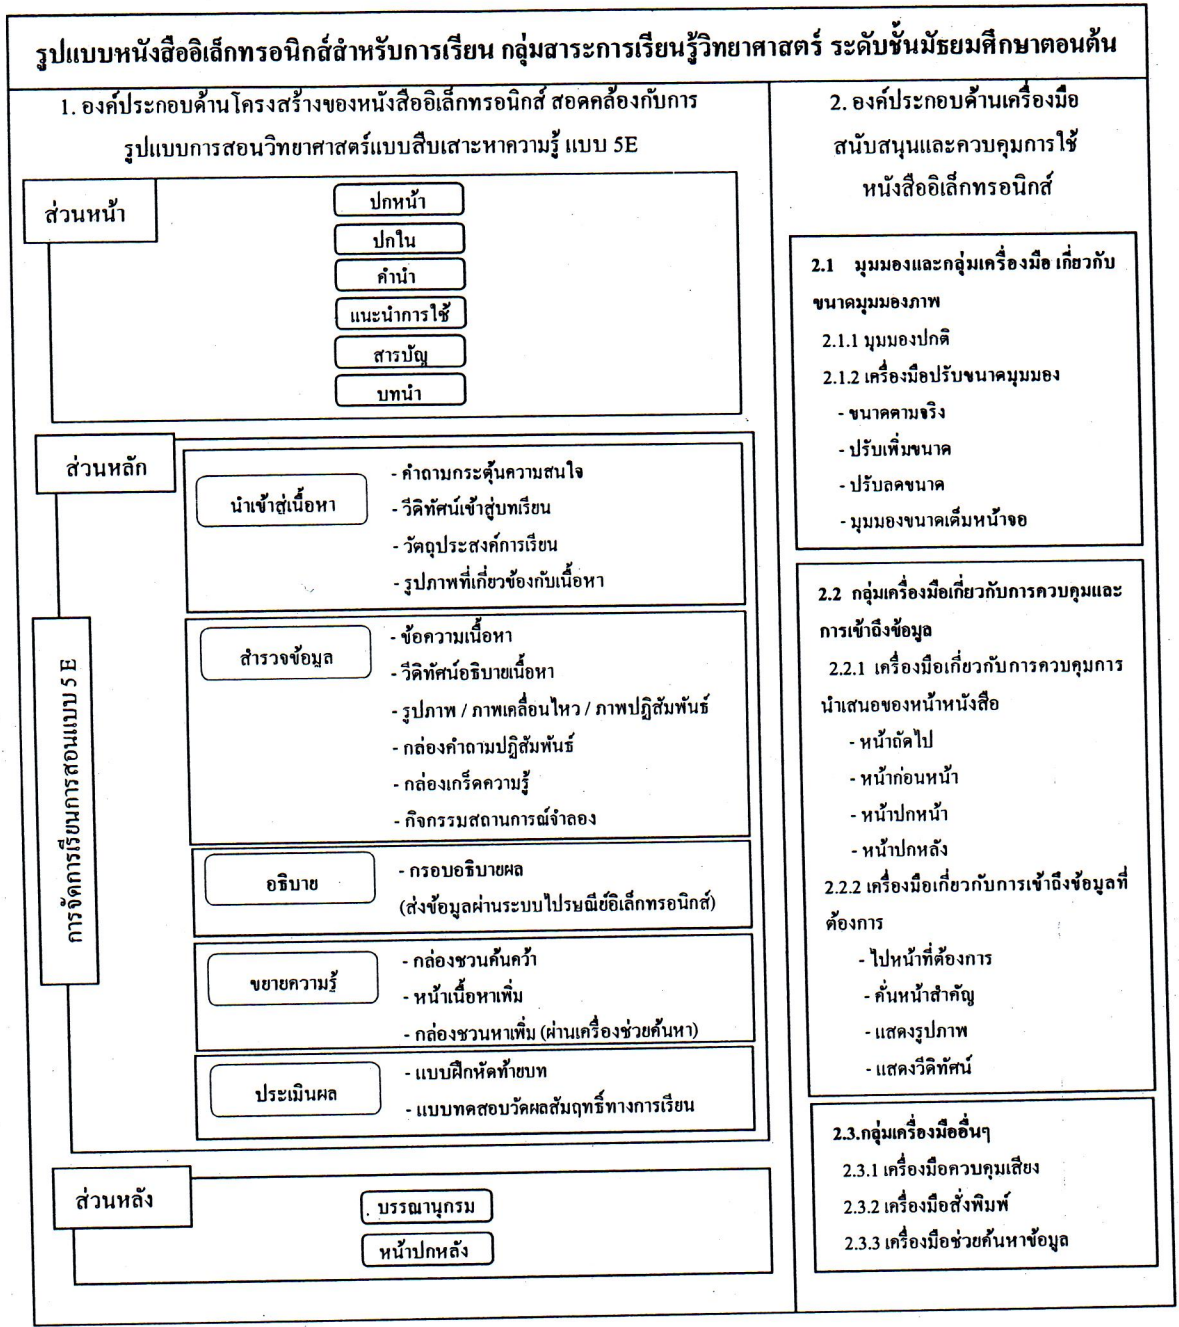 รูปแบบหนังสืออิเล็กทรอนิกส์สำหรับการเรียน กลุ่มสาระการเรียนรู้วิทยาศาสตร์ ระดับชั้นมัธยมศึกษาตอนต้น
1. องค์ประกอบด้านโครงสร้างของหนังสืออิเล็กทรอนิกส์ สอดคล้องกับการ
รูปแบบการสอนวิทยาศาสตร์แบบสืบเสาะหาความรู้ แบบ 5E
ส่วนหน้า
ปกหน้า
ปกใน
คำนำ
แนะนำการใช้
สารบัญ
บทนำ
ส่วนหลัก
การจัดการเรียนการสอนแบบ 5 E
นำเข้าสู่เนื้อหา
- คำถามกระตุ้นความสนใจ
- วีดิทัศน์เข้าสู่บทเรียน
- วัตถุประสงค์การเรียน
- รูปภาพที่เกี่ยวข้องกับเนื้อหา
สำรวจข้อมูล
- ข้อความเนื้อหา
- วีดิทัศน์อธิบายเนื้อหา
- รูปภาพ / ภาพเคลื่อนไหว / ภาพปฏิสัมพันธ์
- กล่องคำถามปฏิสัมพันธ์
- กล่องเกร็ดความรู้
- กิจกรรมสถานการณ์จำลอง
อธิบาย
- กรอบอธิบายผล
(ส่งข้อมูลผ่านระบบไปรษณีย์อิเล็กทรอนิกส์)
ขยายความรู้
- กล่องชวนค้นคว้า
- หน้าเนื้อหาเพิ่ม
- กล่องชวนหาเพิ่ม (ผ่านเครื่องช่วยค้นหา)
ประเมินผล
- แบบฝึกหัดท้ายบท
- แบบทดสอบวัดผลสัมฤทธิ์ทางการเรียน
ส่วนหลัง
บรรณานุกรม
หน้าปกหลัง
2. องค์ประกอบด้านเครื่องมือ
สนับสนุนและควบคุมการใช้
หนังสืออิเล็กทรอนิกส์
2.1 มุมมองและกลุ่มเครื่องมือ เกี่ยวกับ
ขนาดมุมมองภาพ
2.1.1 มุมมองปกติ
2.1.2 เครื่องมือปรับขนาดมุมมอง
- ขนาดตามจริง
- ปรับเพิ่มขนาด
- ปรับลดขนาด
- มุมมองขนาดเต็มหน้าจอ
2.2 กลุ่มเครื่องมือเกี่ยวกับการควบคุมและ
การเข้าถึงข้อมูล
2.2.1 เครื่องมือเกี่ยวกับการควบคุมการ
นำเสนอของหน้าหนังสือ
- หน้าถัดไป
- หน้าก่อนหน้า
- หน้าปกหน้า
- หน้าปกหลัง
2.2.2 เครื่องมือเกี่ยวกับการเข้าถึงข้อมูลที่
ต้องการ
- ไปหน้าที่ต้องการ
- คั่นหน้าสำคัญ
- แสดงรูปภาพ
- แสดงวีดิทัศน์
2.3.กลุ่มเครื่องมืออื่นๆ
2.3.1 เครื่องมือควบคุมเสียง
2.3.2 เครื่องมือสั่งพิมพ์
2.3.3 เครื่องมือช่วยค้นหาข้อมูล